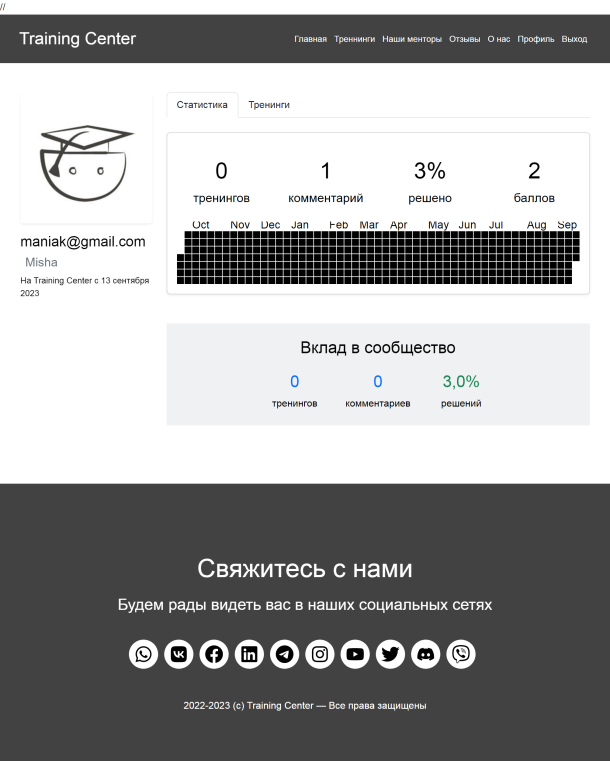 //
Training Center
Главная Треннинги Наши менторы Отзывы О нас Профиль Выход
Статистика Тренинги
0 1 3% 2
тренингов комментарий решено баллов
Oct Nov Dec Jan Feb Mar Apr May Jun Jul Aug Sep
maniak@gmail.com
Misha
На Training Center с 13 сентября
2023
Вклад в сообщество
0 0 3,0%
тренингов комментариев решений
Свяжитесь с нами
Будем рады видеть вас в наших социальных сетях
2022-2023 (c) Training Center — Все права защищены